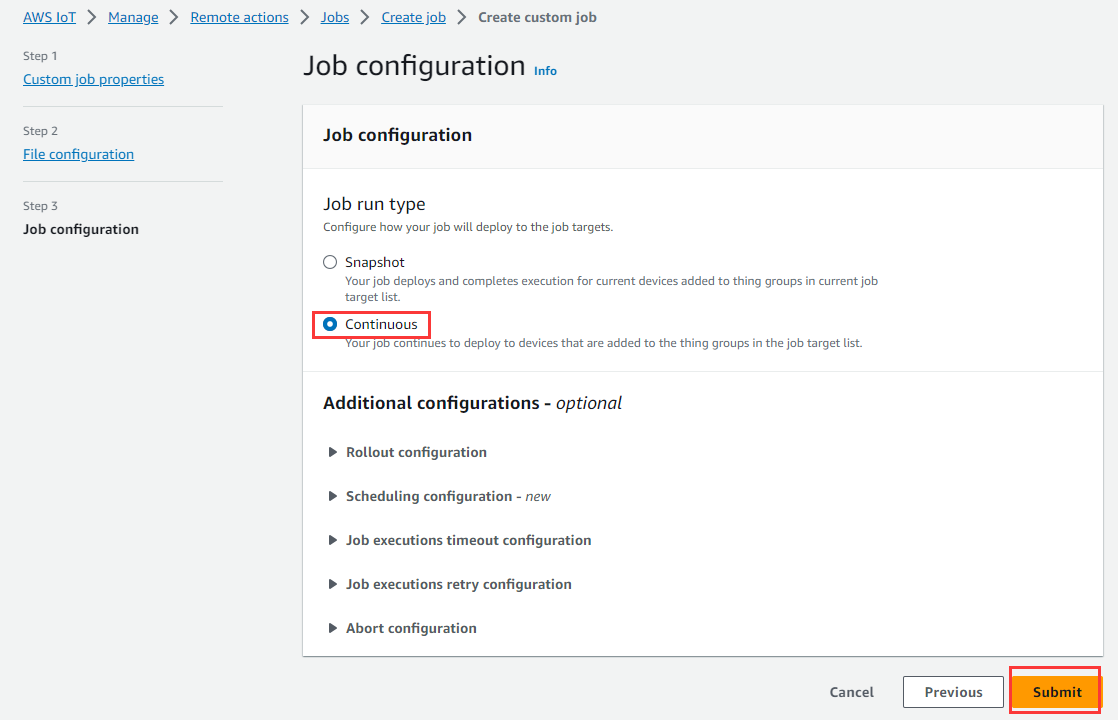 AWS IoT > Manage > Remote actions > Jobs > Create job > Create custom job
Step 1
Custom job properties
Step 2
File configuration
Step 3
Job configuration
Job configuration Info
Job configuration
Job run type
Configure how your job will deploy to the job targets.
Snapshot
Your job deploys and completes execution for current devices added to thing groups in current job
target list.
Continuous
Your job continues to deploy to devices that are added to the thing groups in the job target list.
Additional configurations - optional
Rollout configuration
Scheduling configuration - new
Job executions timeout configuration
Job executions retry configuration
Abort configuration
Cancel Previous Submit